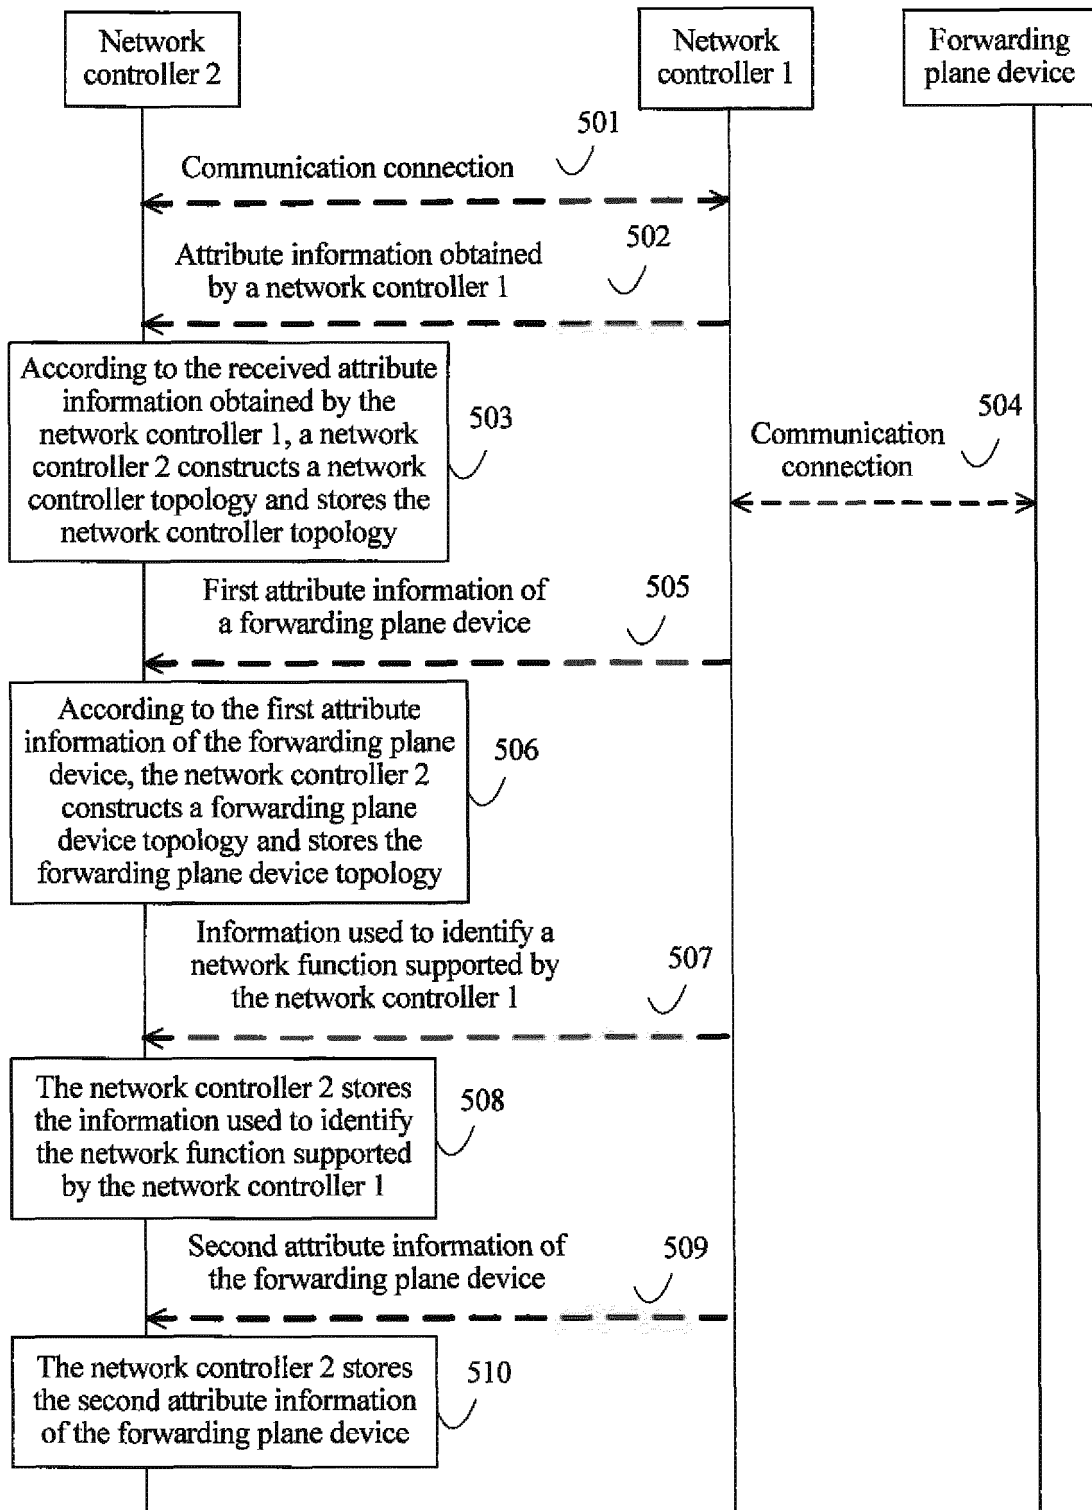 Network
controller 2
Network
controller 1
Forwarding
plane device
501
Communication connection
502
Attribute information obtained
by a network controller 1
According to the received attribute
information obtained by the
network controller 1, a network
controller 2 constructs a network
controller topology and stores the
network controller topology
503
504
Communication
connection
First attribute information of
a forwarding plane device
505
According to the first attribute
information of the forwarding plane
device, the network controller 2
constructs a forwarding plane
device topology and stores the
forwarding plane device topology
506
Information used to identify a
network function supported by
the network controller 1
507
The network controller 2 stores
the information used to identify
the network function supported
by the network controller 1
508
Second attribute information of
the forwarding plane device
509
The network controller 2 stores
the second attribute information
of the forwarding plane device
510